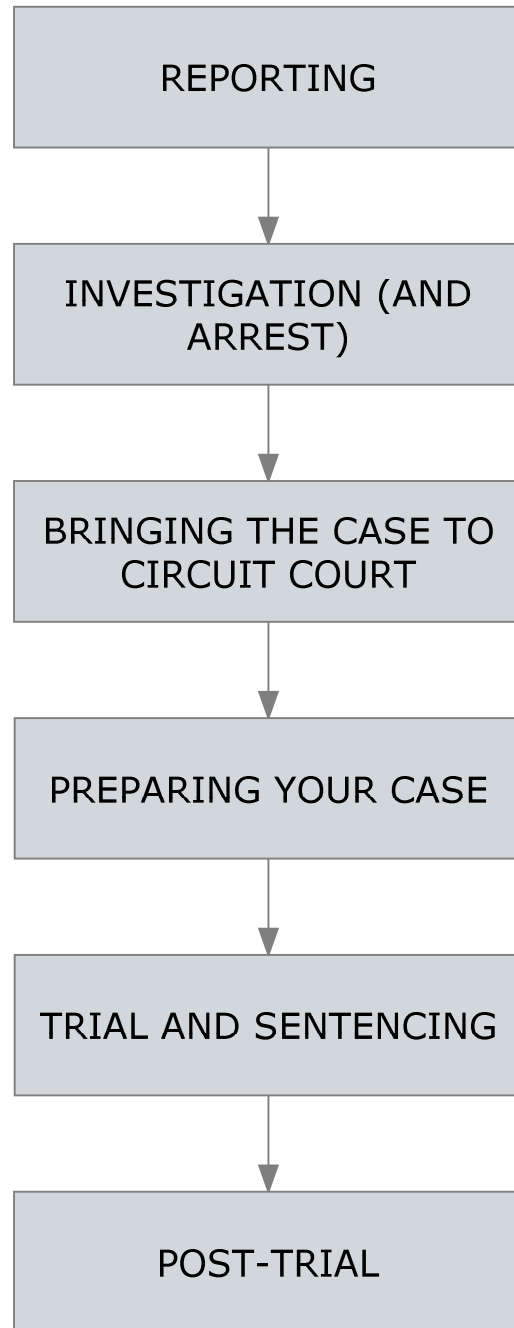 REPORTING
INVESTIGATION (AND
ARREST)
BRINGING THE CASE TO
CIRCUIT COURT
PREPARING YOUR CASE
TRIAL AND SENTENCING
POST-TRIAL